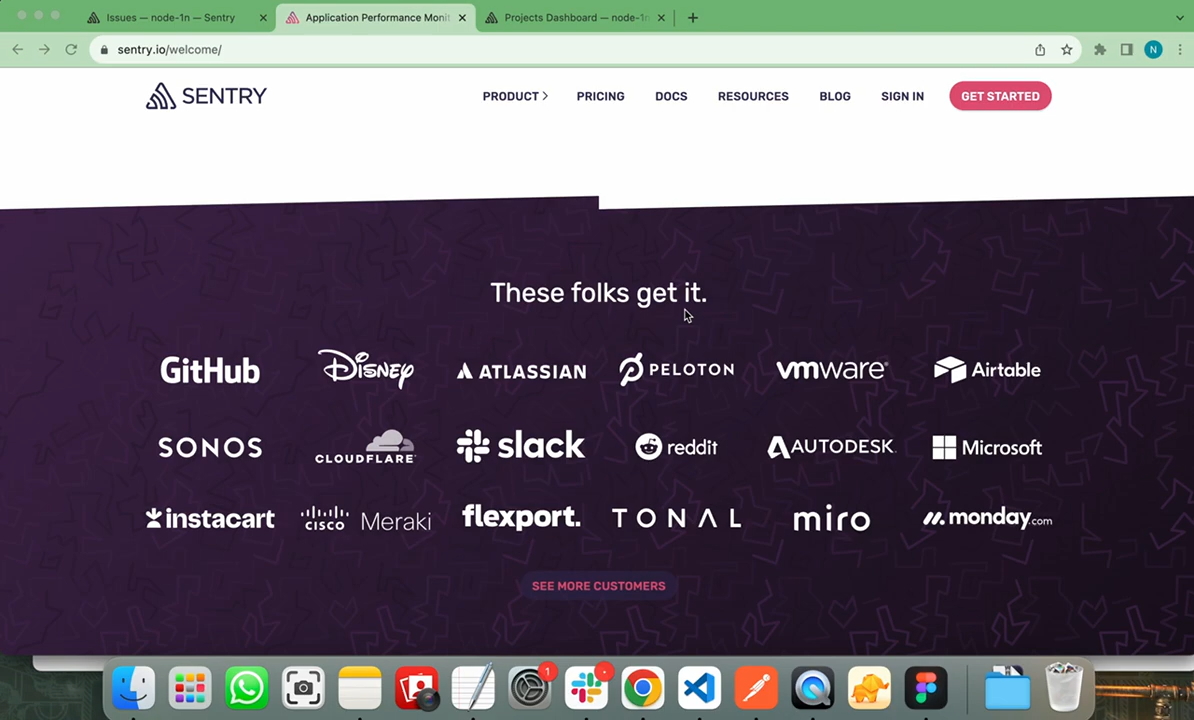 Issues — node-1n — Sentry
Application Performance Monit
Projects Dashboard — node-1n
sentry.io/welcome/
N
SENTRY
PRODUCT
PRICING
DOCS
RESOURCES
BLOG
SIGN IN
GET STARTED
These folks get it.
GitHub
Disney
ATLASSIAN
PELOTON
vmware®
Airtable
SONOS
CLOUDFLARE
slack
reddit
AUTODESK
Microsoft
instacart
CISCO Meraki
flexport.
TONAL
miro
monday.com
SEE MORE CUSTOMERS
1